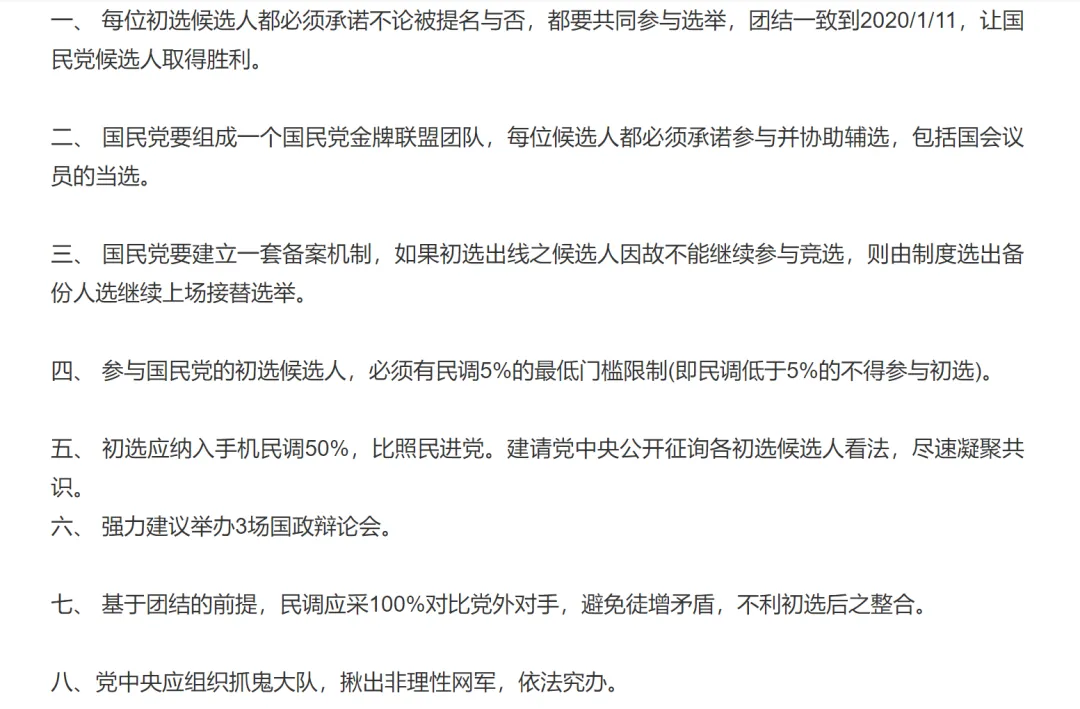 一、 每位初选候选人都必须承诺不论被提名与否，都要共同参与选举，团结一致到2020/1/11，让国
民党候选人取得胜利。
二、 国民党要组成一个国民党金牌联盟团队，每位候选人都必须承诺参与并协助辅选，包括国会议
员的当选。
三、 国民党要建立一套备案机制，如果初选出线之候选人因故不能继续参与竞选，则由制度选出备
份人选继续上场接替选举。
四、 参与国民党的初选候选人，必须有民调5%的最低门槛限制(即民调低于5%的不得参与初选)。
五、 初选应纳入手机民调50%，比照民进党。建请党中央公开征询各初选候选人看法，尽速凝聚共
识。
六、 强力建议举办3场国政辩论会。
七、 基于团结的前提，民调应采100%对比党外对手，避免徒增矛盾，不利初选后之整合。
八、党中央应组织抓鬼大队，揪出非理性网军，依法究办。